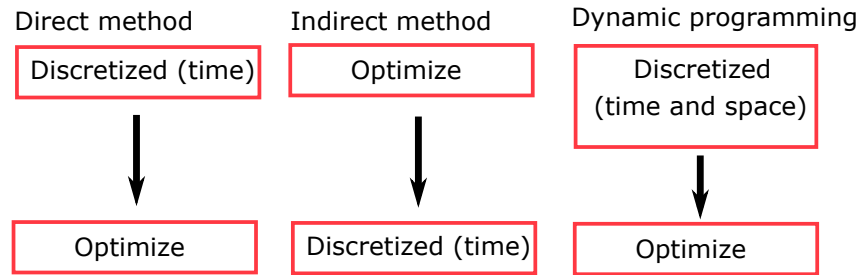 Direct method
Discretized (time)
Optimize
Indirect method
Optimize
Discretized (time)
Dynamic programming
Discretized
(time and space)
Optimize